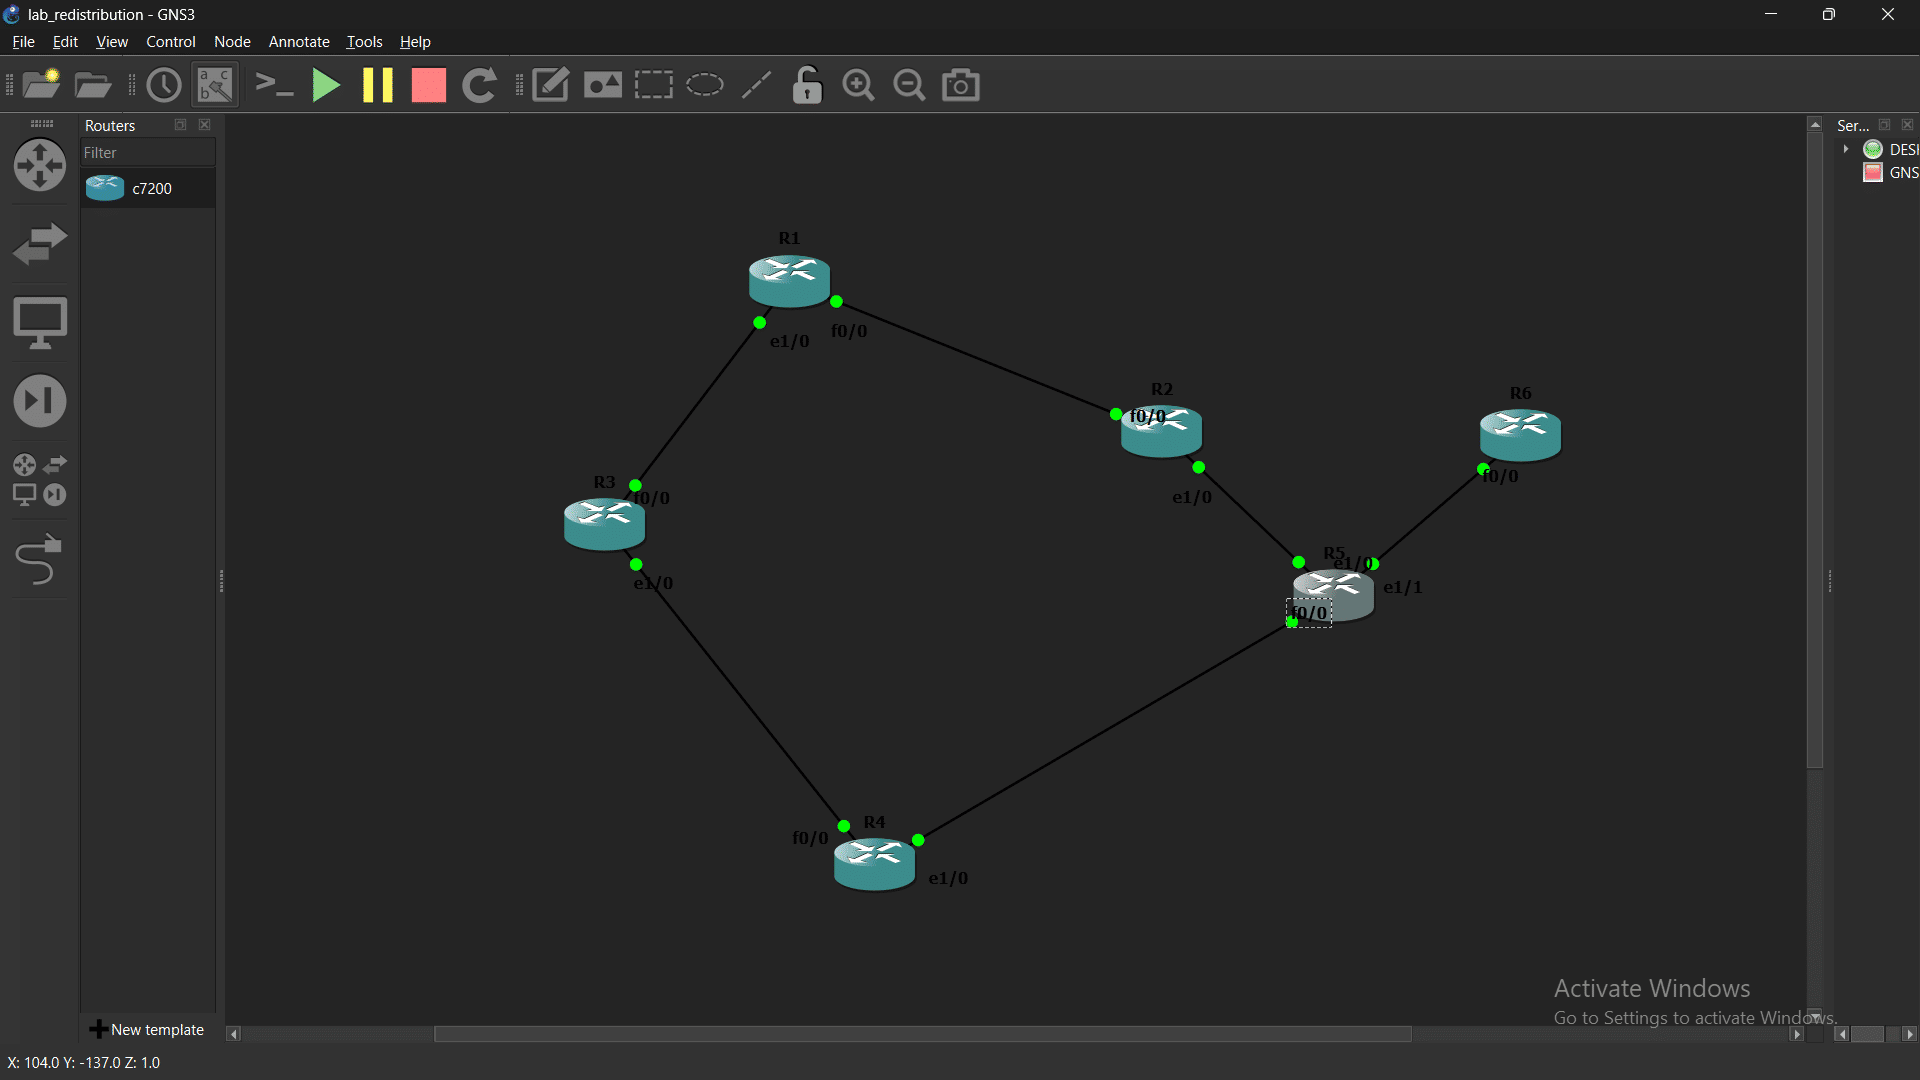 lab_redistribution - GNS3
File Edit View Control Node Annotate Tools Help
a c
b
Routers
Filter
c7200
Ser...
DESI
GNS
R1
e1/0
f0/0
R2
f0/0
e1/0
R6
f0/0
R3
f0/0
e1/0
R5
e1/0
e1/1
f0/0
R4
f0/0
e1/0
Activate Windows
Go to Settings to activate Windows.
New template
X: 104.0 Y: -137.0 Z: 1.0